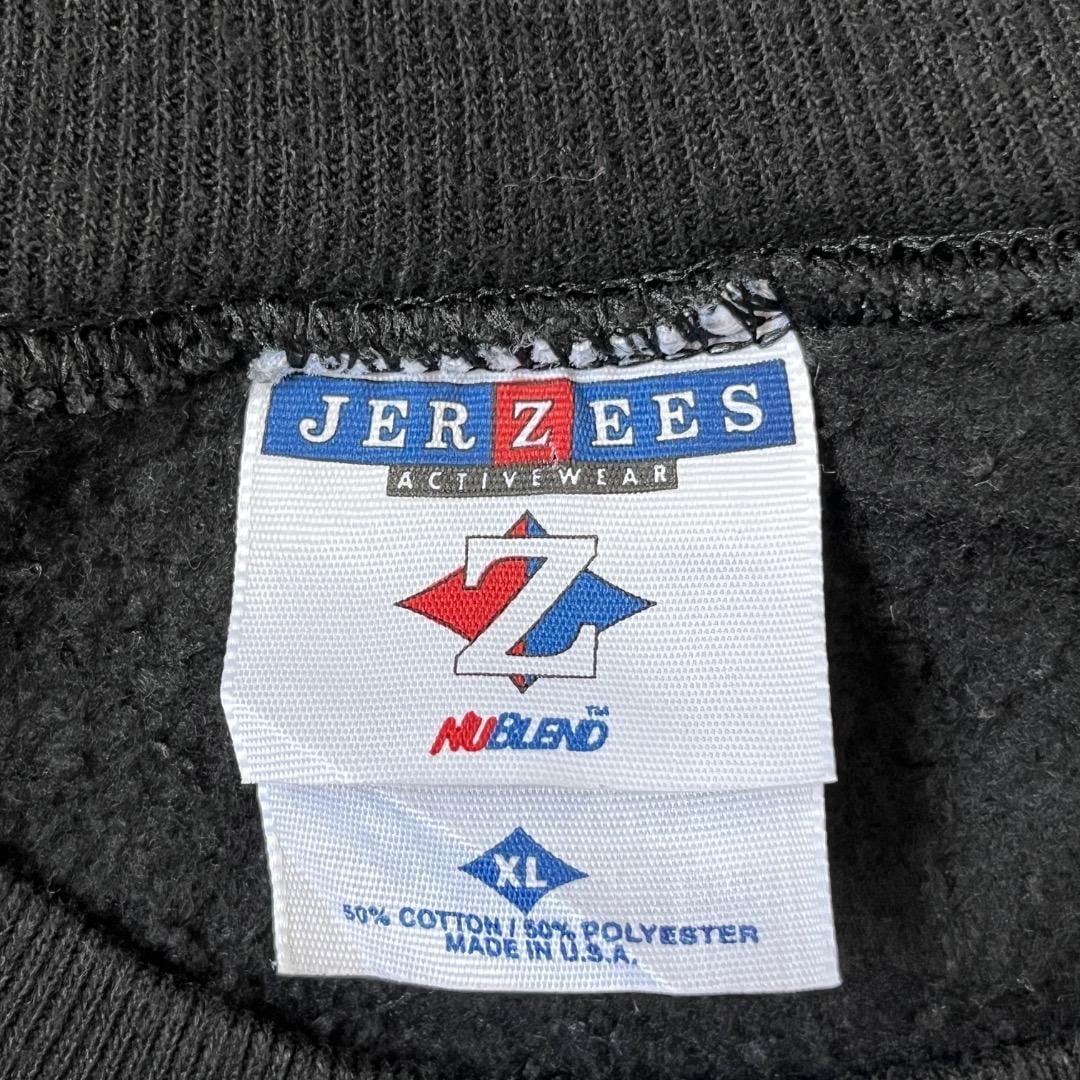 JERZEES
ACTIVEWEAR
Z
NUBLEND™
XL
50% COTTON / 50% POLYESTER
MADE IN U.S.A.